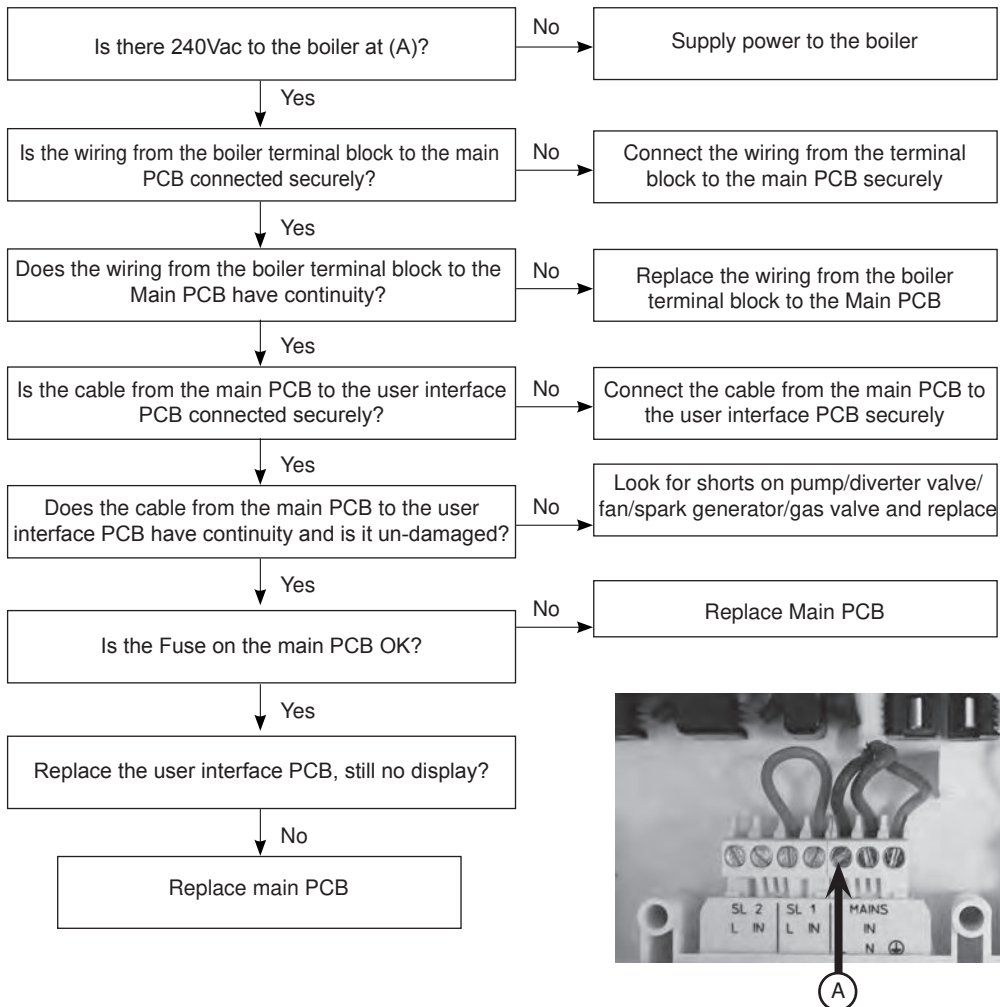 Is there 240Vac to the boiler at (A)?
No
Supply power to the boiler
Yes
Is the wiring from the boiler terminal block to the main
PCB connected securely?
No
Connect the wiring from the terminal
block to the main PCB securely
Yes
Does the wiring from the boiler terminal block to the
Main PCB have continuity?
No
Replace the wiring from the boiler
terminal block to the Main PCB
Yes
Is the cable from the main PCB to the user interface
PCB connected securely?
No
Connect the cable from the main PCB to
the user interface PCB securely
Yes
Does the cable from the main PCB to the user
interface PCB have continuity and is it un-damaged?
No
Look for shorts on pump/diverter valve/
fan/spark generator/gas valve and replace
Yes
Is the Fuse on the main PCB OK?
No
Replace Main PCB
Yes
Replace the user interface PCB, still no display?
No
Replace main PCB
SL 2 SL 1 MAINS
L IN L IN IN
N
A